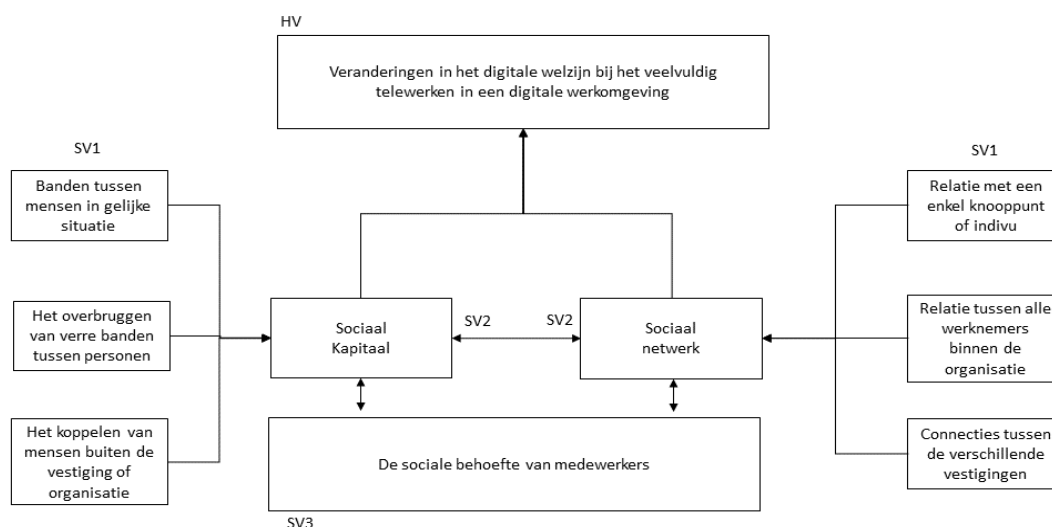 HV
Veranderingen in het digitale welzijn bij het veelvuldig
telewerken in een digitale werkomgeving
SV1
Banden tussen
mensen in gelijke
situatie
Het overbruggen
van verre banden
tussen personen
Het koppelen van
mensen buiten de
vestiging of
organisatie
Sociaal
Kapitaal
SV2
SV2
Sociaal
netwerk
De sociale behoefte van medewerkers
SV3
SV1
Relatie met een
enkel knooppunt
of indivu
Relatie tussen alle
werknemers
binnen de
organisatie
Connecties tussen
de verschillende
vestigingen